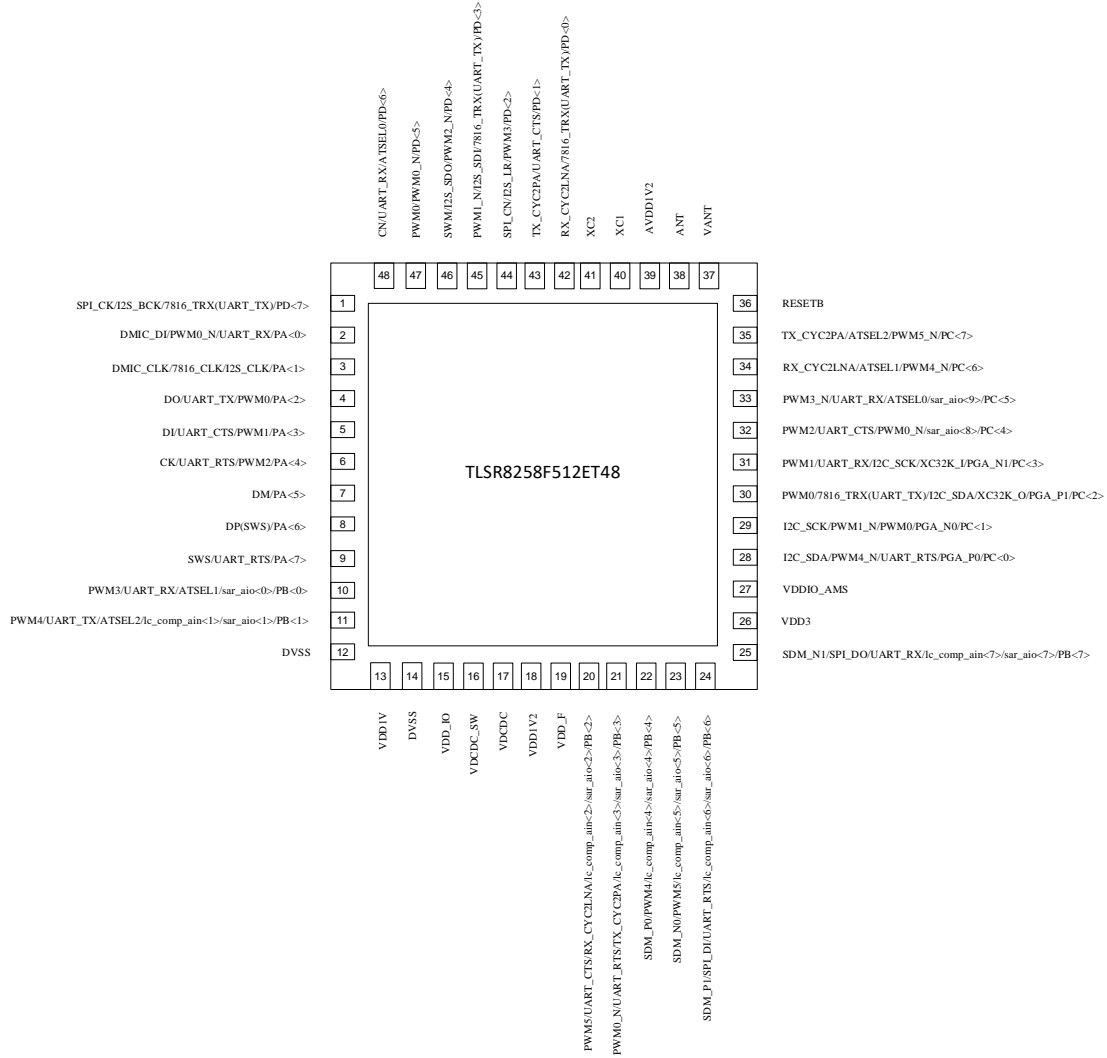 CN/UART_RX/ATSEL0/PD<6>
PWM0/PWM0_N/PD<5>
SWM/I2S_SDO/PWM2_N/PD<4>
PWM1_N/I2S_SDI/7816_TRX(UART_TX)/PD<3>
SPI_CN/I2S_LR/PWM3/PD<2>
TX_CYC2PA/UART_CTS/PD<1>
RX_CYC2LNA/7816_TRX(UART_TX)/PD<0>
XC2
XC1
AVDD1V2
ANT
VANT
48 47 46 45 44 43 42 41 40 39 38 37
SPI_CK/I2S_BCK/7816_TRX(UART_TX)/PD<7> 1
DMIC_DI/PWM0_N/UART_RX/PA<0> 2
DMIC_CLK/7816_CLK/I2S_CLK/PA<1> 3
DO/UART_TX/PWM0/PA<2> 4
DI/UART_CTS/PWM1/PA<3> 5
CK/UART_RTS/PWM2/PA<4> 6
DM/PA<5> 7
DP(SWS)/PA<6> 8
SWS/UART_RTS/PA<7> 9
PWM3/UART_RX/ATSEL1/sar_aio<0>/PB<0> 10
PWM4/UART_TX/ATSEL2/lc_comp_ain<1>/sar_aio<1>/PB<1> 11
DVSS 12
TLSR8258F512ET48
36 RESETB
35 TX_CYC2PA/ATSEL2/PWM5_N/PC<7>
34 RX_CYC2LNA/ATSEL1/PWM4_N/PC<6>
33 PWM3_N/UART_RX/ATSEL0/sar_aio<9>/PC<5>
32 PWM2/UART_CTS/PWM0_N/sar_aio<8>/PC<4>
31 PWM1/UART_RX/I2C_SCK/XC32K_I/PGA_N1/PC<3>
30 PWM0/7816_TRX(UART_TX)/I2C_SDA/XC32K_O/PGA_P1/PC<2>
29 I2C_SCK/PWM1_N/PWM0/PGA_N0/PC<1>
28 I2C_SDA/PWM4_N/UART_RTS/PGA_P0/PC<0>
27 VDDIO_AMS
26 VDD3
25 SDM_N1/SPI_DO/UART_RX/lc_comp_ain<7>/sar_aio<7>/PB<7>
13 14 15 16 17 18 19 20 21 22 23 24
VDD1V
DVSS
VDD_IO
VDCDC_SW
VDCDC
VDD1V2
VDD_F
PWM5/UART_CTS/RX_CYC2LNA/lc_comp_ain<2>/sar_aio<2>/PB<2>
PWM0_N/UART_RTS/TX_CYC2PA/lc_comp_ain<3>/sar_aio<3>/PB<3>
SDM_P0/PWM4/lc_comp_ain<4>/sar_aio<4>/PB<4>
SDM_N0/PWM5/lc_comp_ain<5>/sar_aio<5>/PB<5>
SDM_P1/SPI_DI/UART_RTS/lc_comp_ain<6>/sar_aio<6>/PB<6>